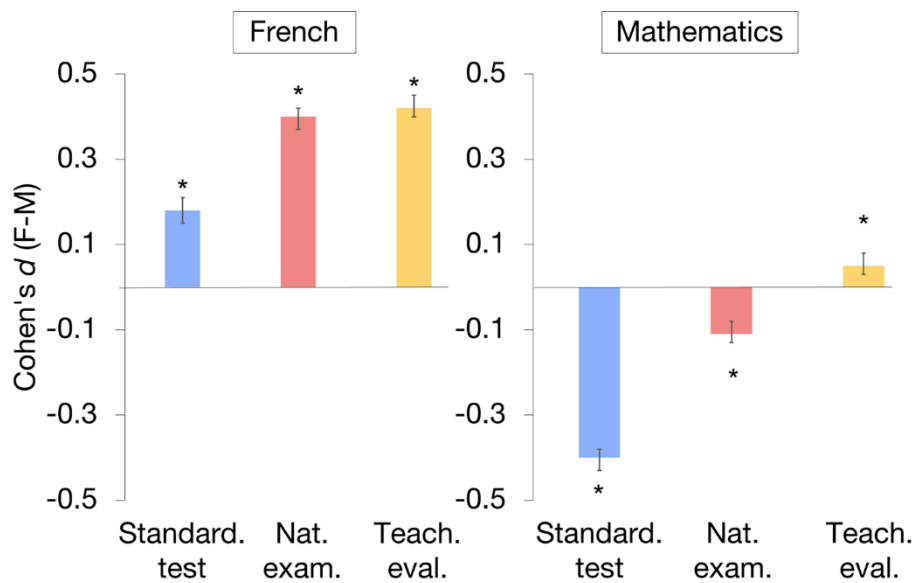 French
Mathematics
Cohen's d (F-M)
0.5
0.3
0.1
-0.1
-0.3
-0.5
*
*
*
Standard.
test
Nat.
exam.
Teach.
eval.
0.5
0.3
0.1
-0.1
-0.3
-0.5
*
*
*
Standard.
test
Nat.
exam.
Teach.
eval.